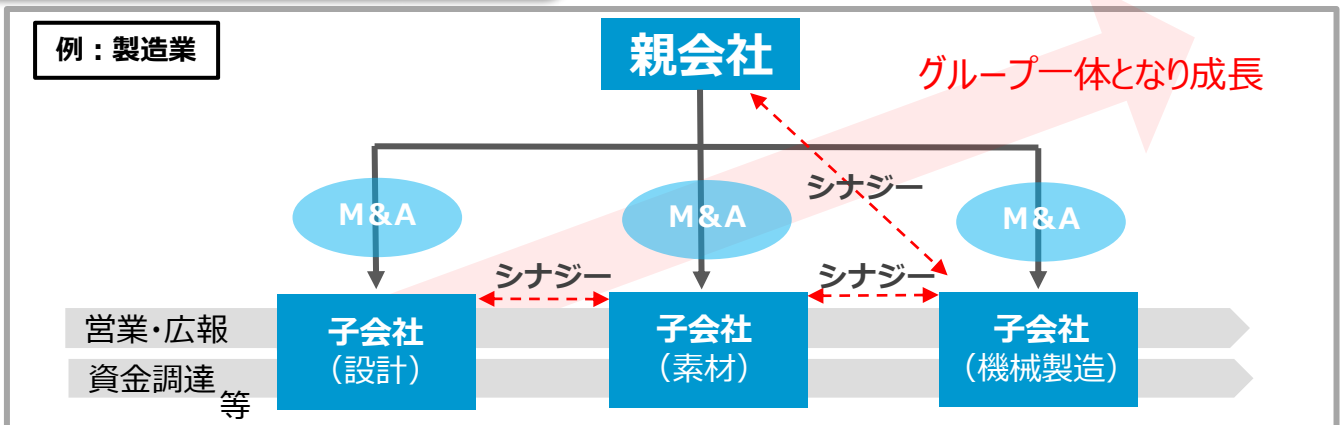 例：製造業
親会社
グループ一体となり成長
シナジー
M&A
M&A
M&A
シナジー
シナジー
営業・広報
資金調達等
子会社
（設計）
子会社
（素材）
子会社
（機械製造）